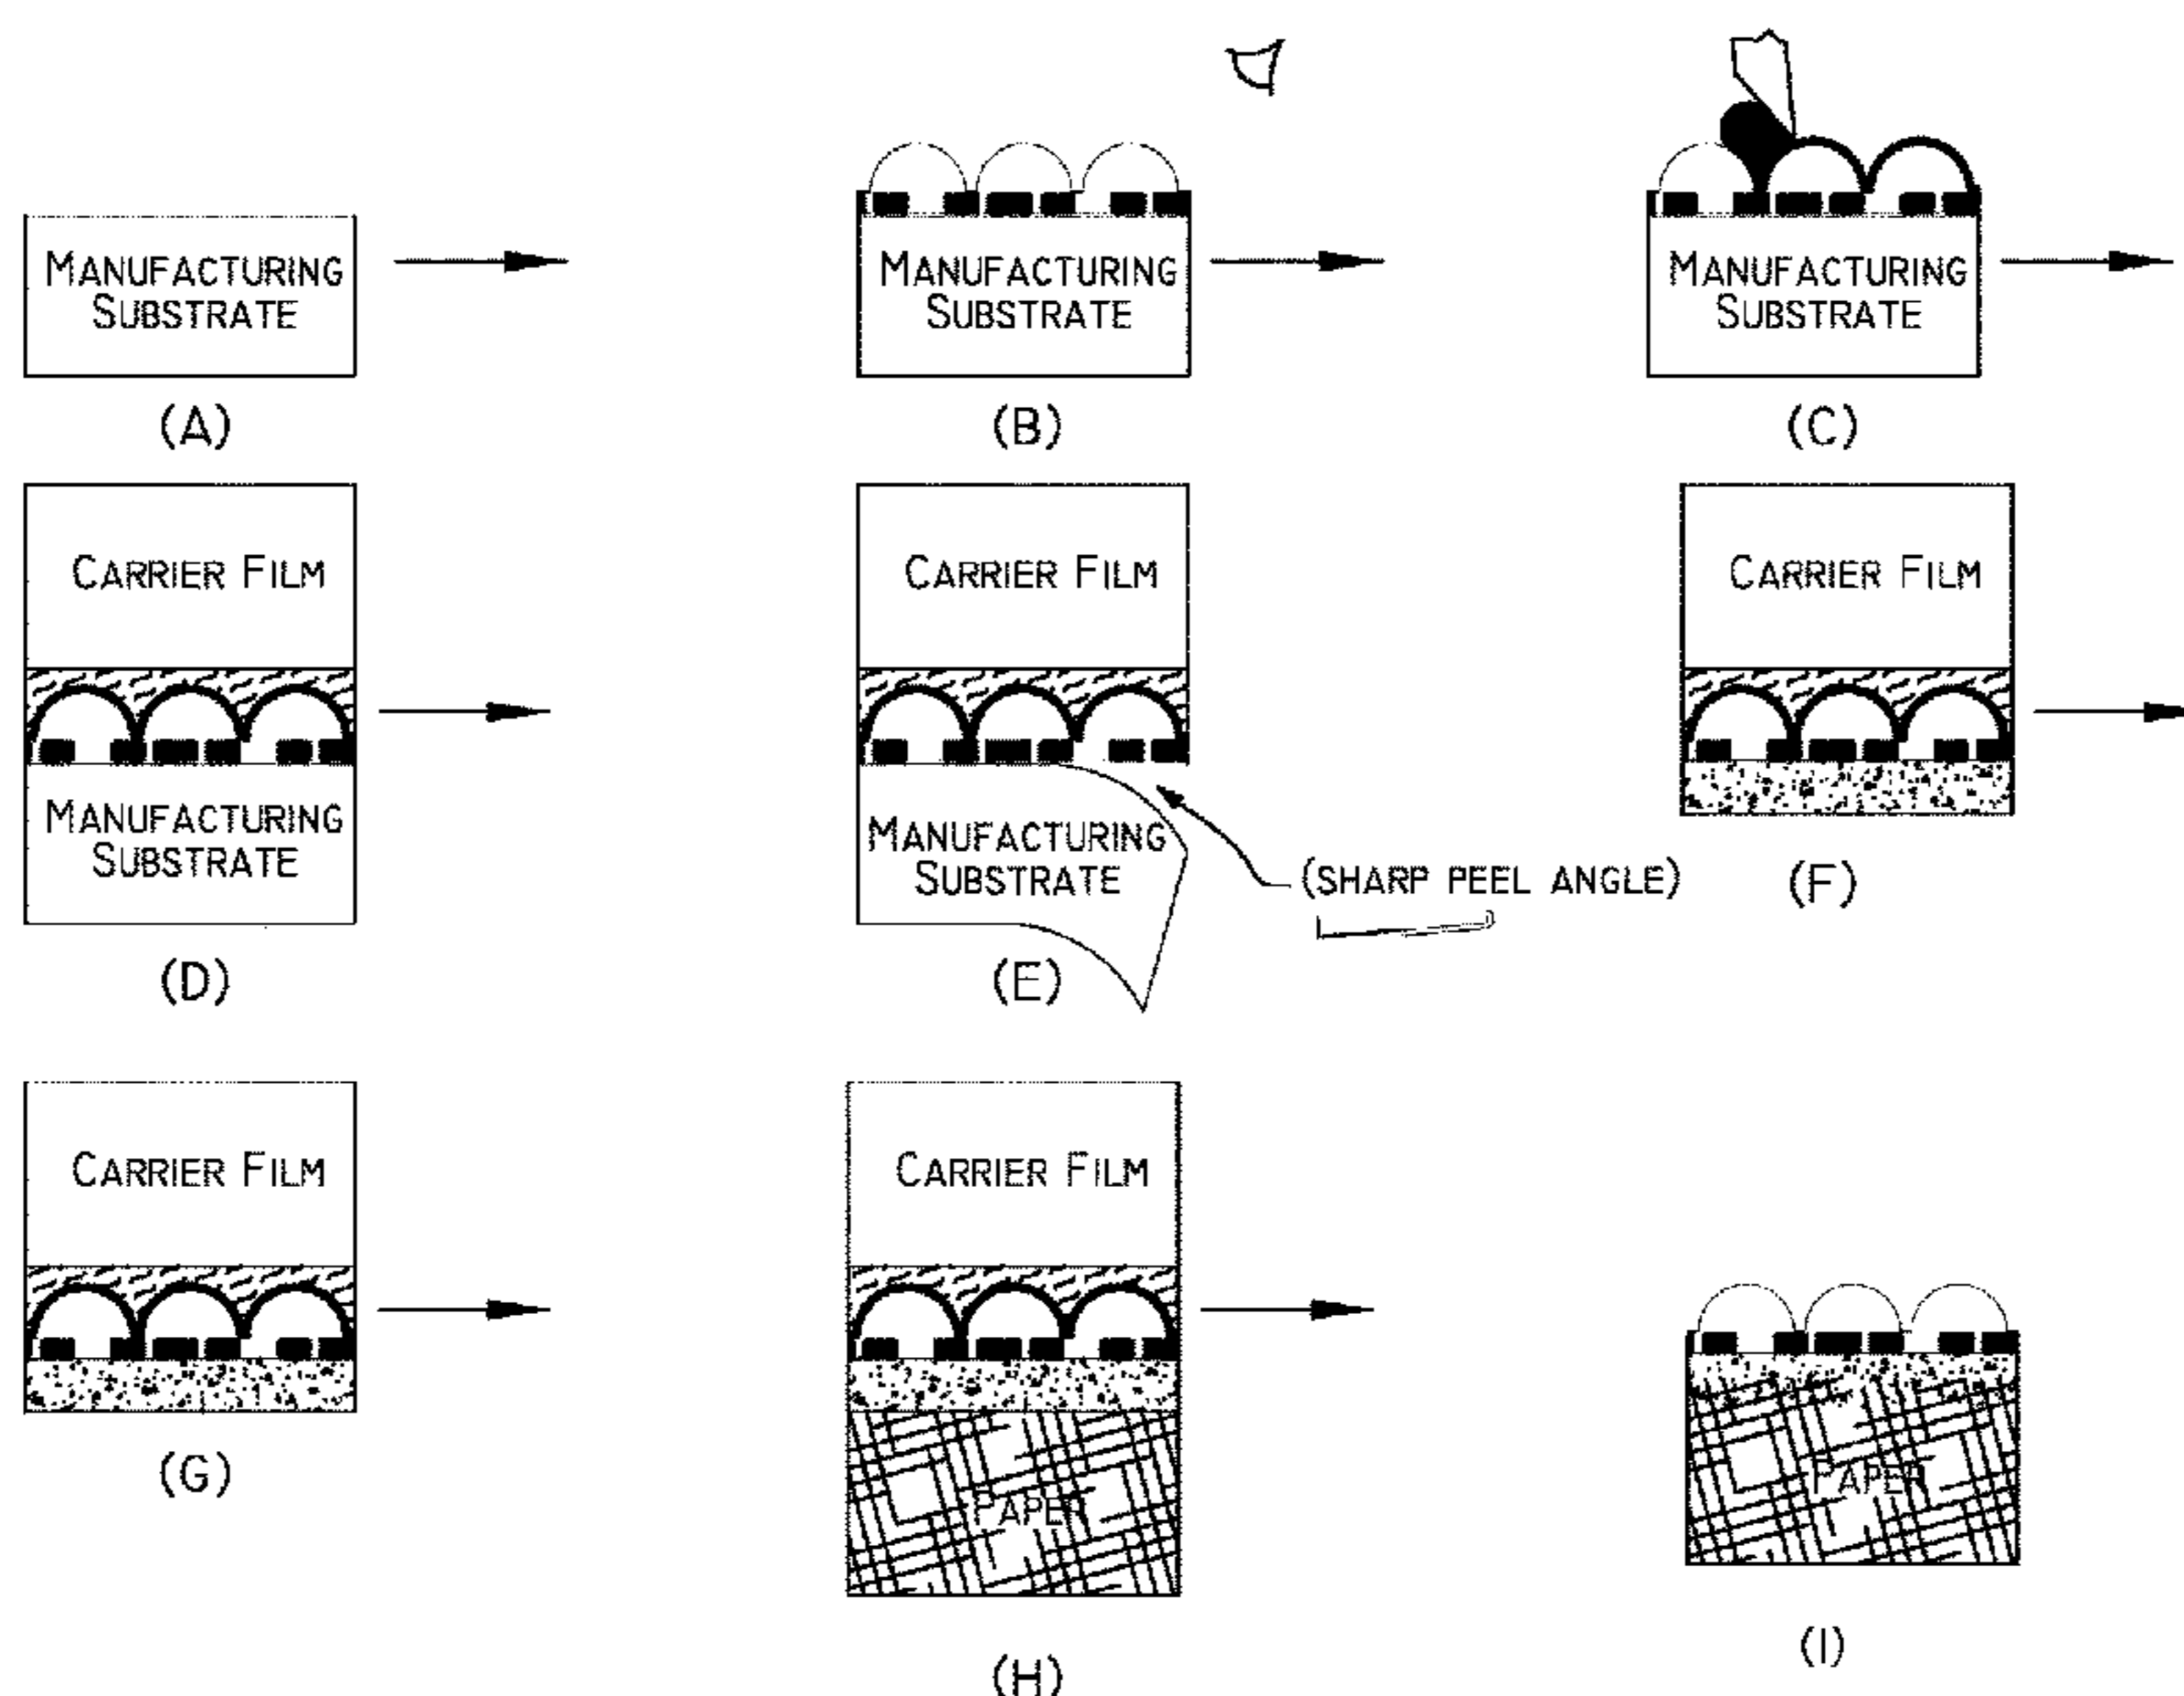 MANUFACTURING
SUBSTRATE
(A)
MANUFACTURING
SUBSTRATE
(B)
MANUFACTURING
SUBSTRATE
(C)
CARRIER FILM
MANUFACTURING
SUBSTRATE
(D)
CARRIER FILM
MANUFACTURING
SUBSTRATE
(SHARP PEEL ANGLE)
(E)
CARRIER FILM
(F)
CARRIER FILM
(G)
CARRIER FILM
PAPER
(H)
PAPER
(I)